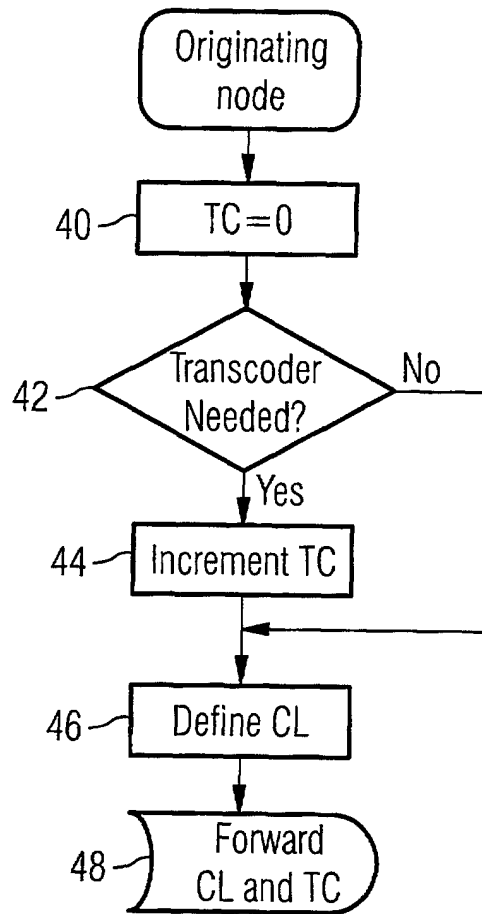 Originating
node
40
TC=0
42
Transcoder
Needed?
No
Yes
44
Increment TC
46
Define CL
48
Forward
CL and TC